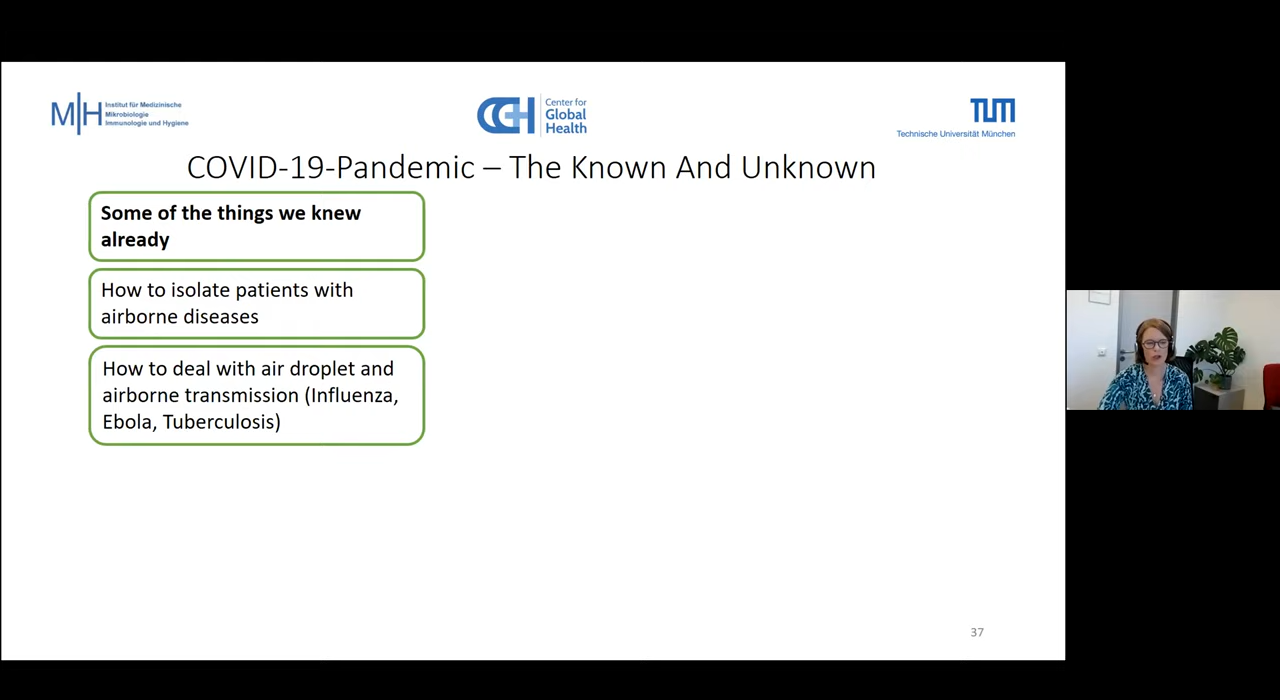 MIH
Institut für Medizinische
Mikrobiologie
Immunologie und Hygiene
CGH
Center for
Global
Health
TUM
Technische Universität München
COVID-19-Pandemic – The Known And Unknown
Some of the things we knew
already
How to isolate patients with
airborne diseases
How to deal with air droplet and
airborne transmission (Influenza,
Ebola, Tuberculosis)
37